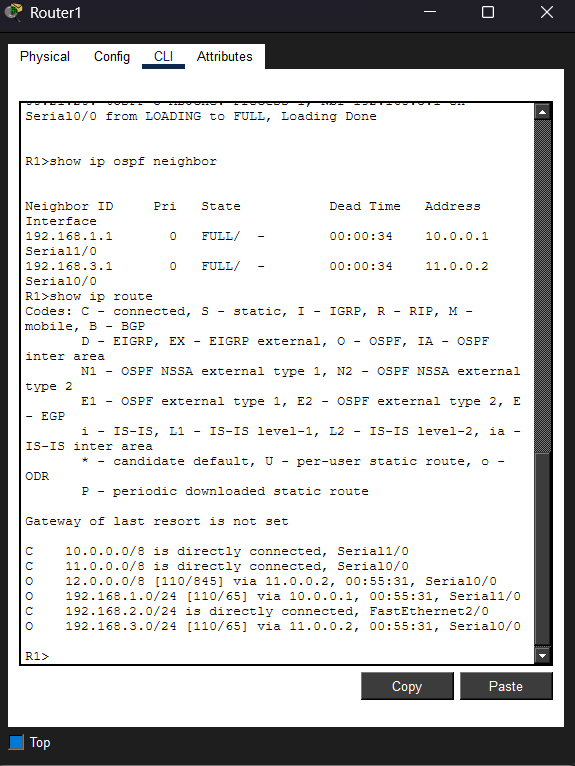 Router1
Physical Config CLI Attributes
Serial0/0 from LOADING to FULL, Loading Done
R1>show ip ospf neighbor
Neighbor ID Pri State Dead Time Address
Interface
192.168.1.1 0 FULL/ - 00:00:34 10.0.0.1
Serial1/0
192.168.3.1 0 FULL/ - 00:00:34 11.0.0.2
Serial0/0
R1>show ip route
Codes: C - connected, S - static, I - IGRP, R - RIP, M -
mobile, B - BGP
D - EIGRP, EX - EIGRP external, O - OSPF, IA - OSPF
inter area
N1 - OSPF NSSA external type 1, N2 - OSPF NSSA external
type 2
E1 - OSPF external type 1, E2 - OSPF external type 2, E
- EGP
i - IS-IS, L1 - IS-IS level-1, L2 - IS-IS level-2, ia -
IS-IS inter area
* - candidate default, U - per-user static route, o -
ODR
P - periodic downloaded static route
Gateway of last resort is not set
C 10.0.0.0/8 is directly connected, Serial1/0
C 11.0.0.0/8 is directly connected, Serial0/0
O 12.0.0.0/8 [110/845] via 11.0.0.2, 00:55:31, Serial0/0
O 192.168.1.0/24 [110/65] via 10.0.0.1, 00:55:31, Serial1/0
C 192.168.2.0/24 is directly connected, FastEthernet2/0
O 192.168.3.0/24 [110/65] via 11.0.0.2, 00:55:31, Serial0/0
R1>
Copy Paste
Top